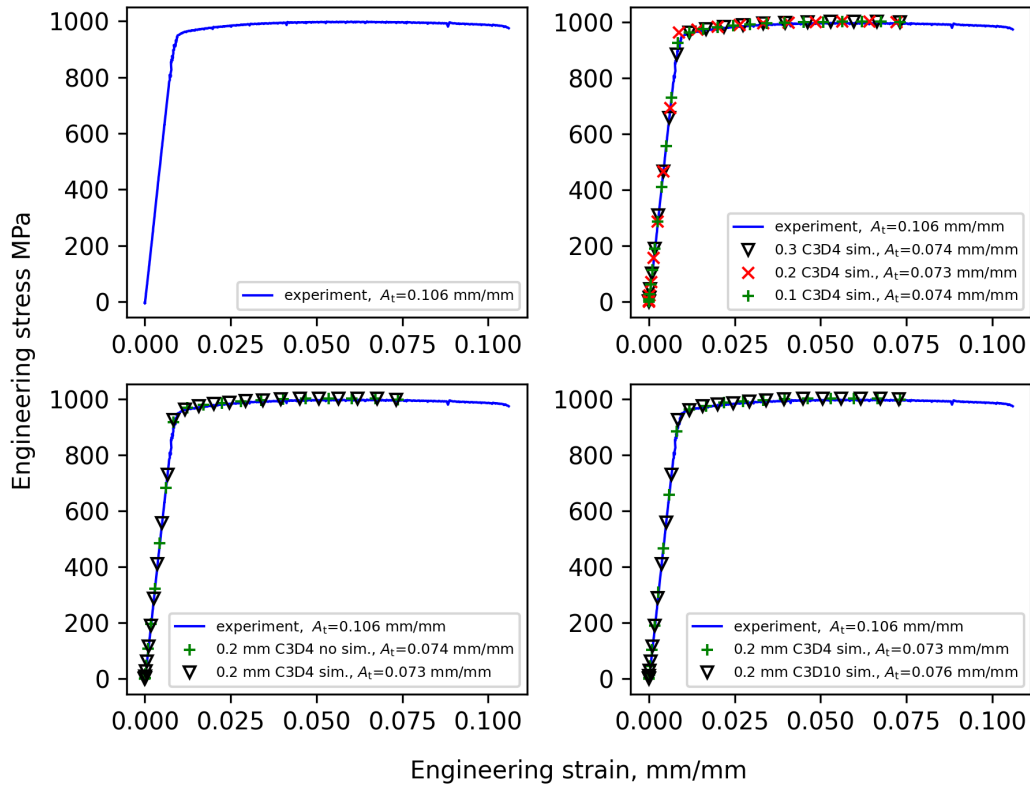 1000
800
600
400
200
0
experiment, At=0.106 mm/mm
0.000 0.025 0.050 0.075 0.100
1000
800
600
400
200
0
experiment, At=0.106 mm/mm
0.3 C3D4 sim., At=0.074 mm/mm
0.2 C3D4 sim., At=0.073 mm/mm
0.1 C3D4 sim., At=0.074 mm/mm
0.000 0.025 0.050 0.075 0.100
Engineering stress MPa
1000
800
600
400
200
0
experiment, At=0.106 mm/mm
0.2 mm C3D4 no sim., At=0.074 mm/mm
0.2 mm C3D4 sim., At=0.073 mm/mm
0.000 0.025 0.050 0.075 0.100
1000
800
600
400
200
0
experiment, At=0.106 mm/mm
0.2 mm C3D4 sim., At=0.073 mm/mm
0.2 mm C3D10 sim., At=0.076 mm/mm
0.000 0.025 0.050 0.075 0.100
Engineering strain, mm/mm